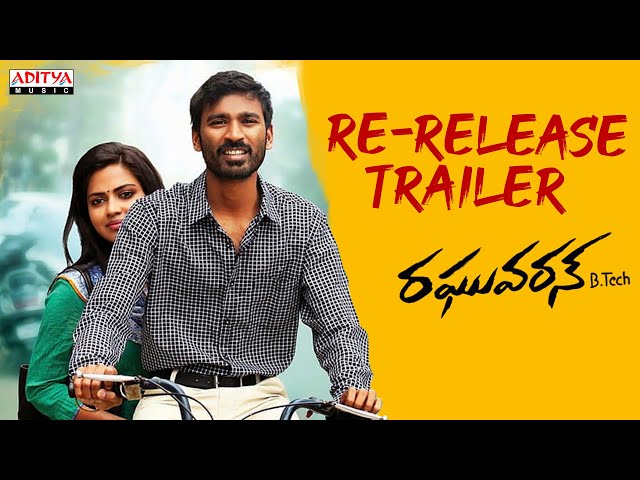 ADITYA
MUSIC
RE-RELEASE
TRAILER
రఘువరన్ B.Tech